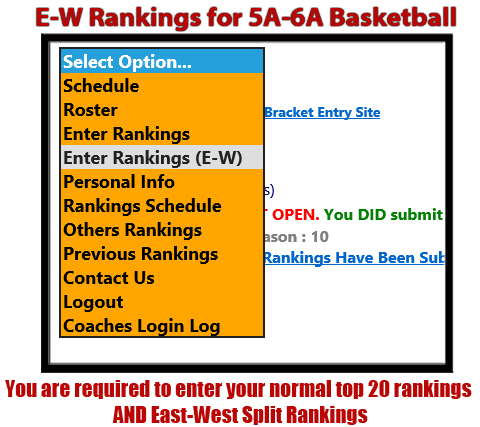 E-W Rankings for 5A-6A Basketball
Select Option...
Schedule
Roster
Bracket Entry Site
Enter Rankings
Enter Rankings (E-W)
Personal Info
s)
Rankings Schedule
OPEN. You DID submit
Others Rankings
ason : 10
Previous Rankings
Rankings Have Been Sub
Contact Us
Logout
Coaches Login Log
You are required to enter your normal top 20 rankings
AND East-West Split Rankings